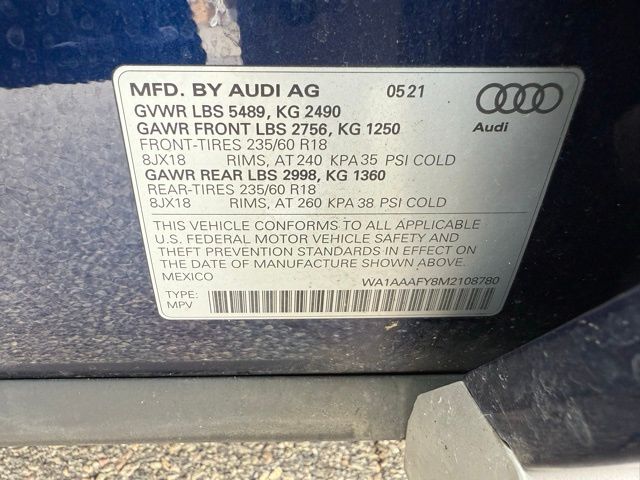 MFD. BY AUDI AG 05 21
GVWR LBS 5489, KG 2490
GAWR FRONT LBS 2756, KG 1250
Audi
FRONT-TIRES 235/60 R18
8JX18 RIMS, AT 240 KPA 35 PSI COLD
GAWR REAR LBS 2998, KG 1360
REAR-TIRES 235/60 R18
8JX18 RIMS, AT 260 KPA 38 PSI COLD
THIS VEHICLE CONFORMS TO ALL APPLICABLE
U.S. FEDERAL MOTOR VEHICLE SAFETY AND
THEFT PREVENTION STANDARDS IN EFFECT ON
THE DATE OF MANUFACTURE SHOWN ABOVE.
MEXICO
WA1AAAFY8M2108780
TYPE:
MPV